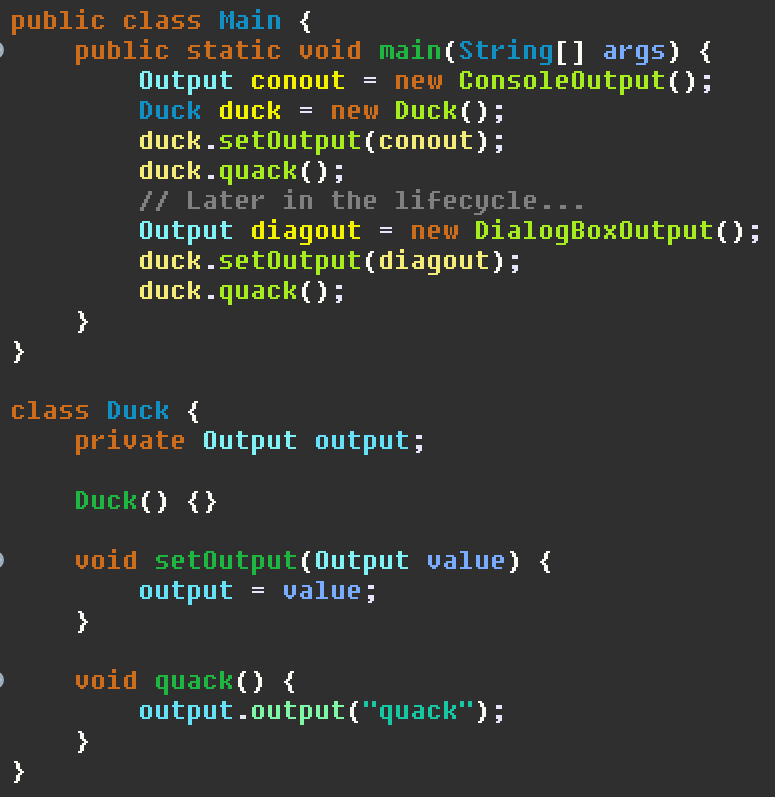 public class Main {
    public static void main(String[] args) {
        Output conout = new ConsoleOutput();
        Duck duck = new Duck();
        duck.setOutput(conout);
        duck.quack();
        // Later in the lifecycle...
        Output diagout = new DialogBoxOutput();
        duck.setOutput(diagout);
        duck.quack();
    }
}

class Duck {
    private Output output;

    Duck() {}

    void setOutput(Output value) {
        output = value;
    }

    void quack() {
        output.output("quack");
    }
}